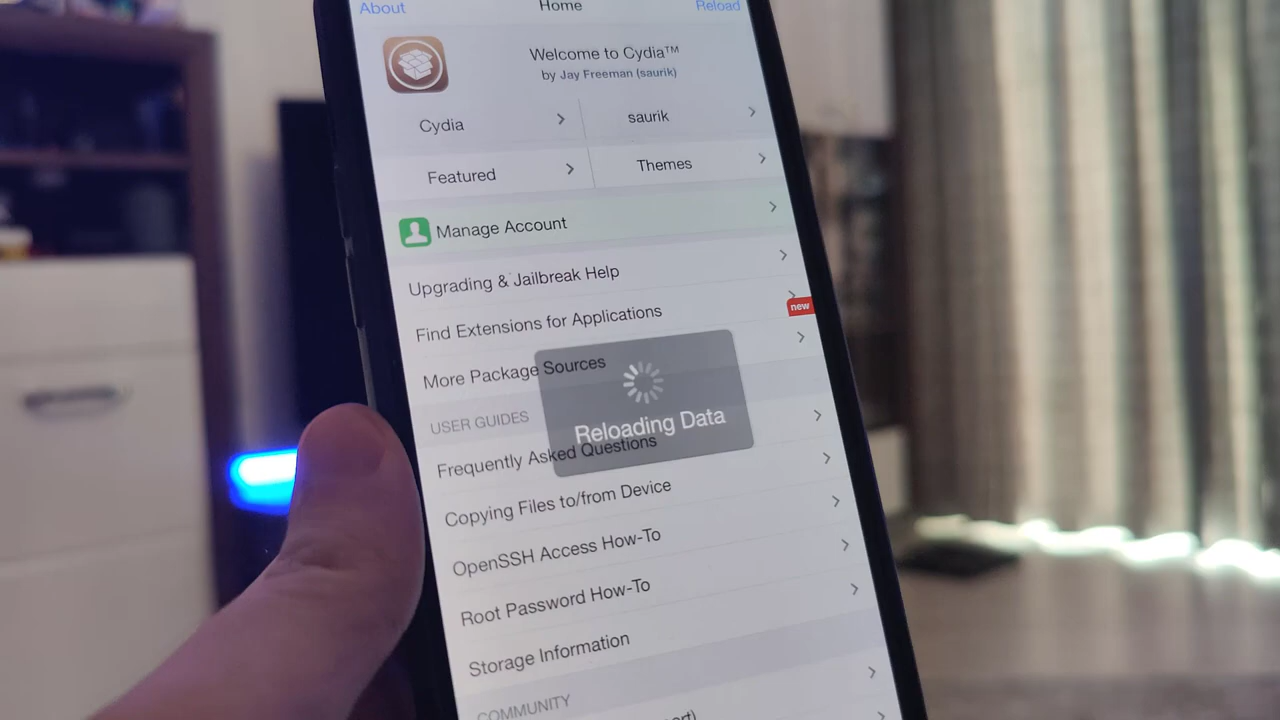 About Home Reload
Welcome to Cydia™
by Jay Freeman (saurik)
Cydia
saurik
Featured
Themes
Manage Account
Upgrading & Jailbreak Help
Find Extensions for Applications
new
More Package Sources
Reloading Data
USER GUIDES
Frequently Asked Questions
Copying Files to/from Device
OpenSSH Access How-To
Root Password How-To
Storage Information
COMMUNITY